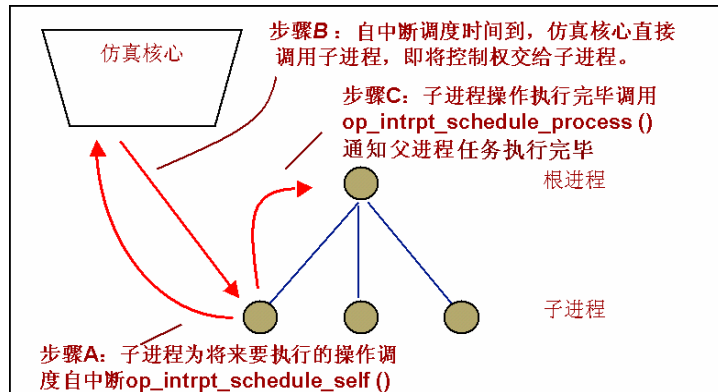 仿真核心
步骤B：自中断调度时间到，仿真核心直接
调用子进程，即将控制权交给子进程。
步骤C：子进程操作执行完毕调用
op_intrpt_schedule_process ()
通知父进程任务执行完毕
根进程
子进程
步骤A：子进程为将来要执行的操作调
度自中断op_intrpt_schedule_self ()